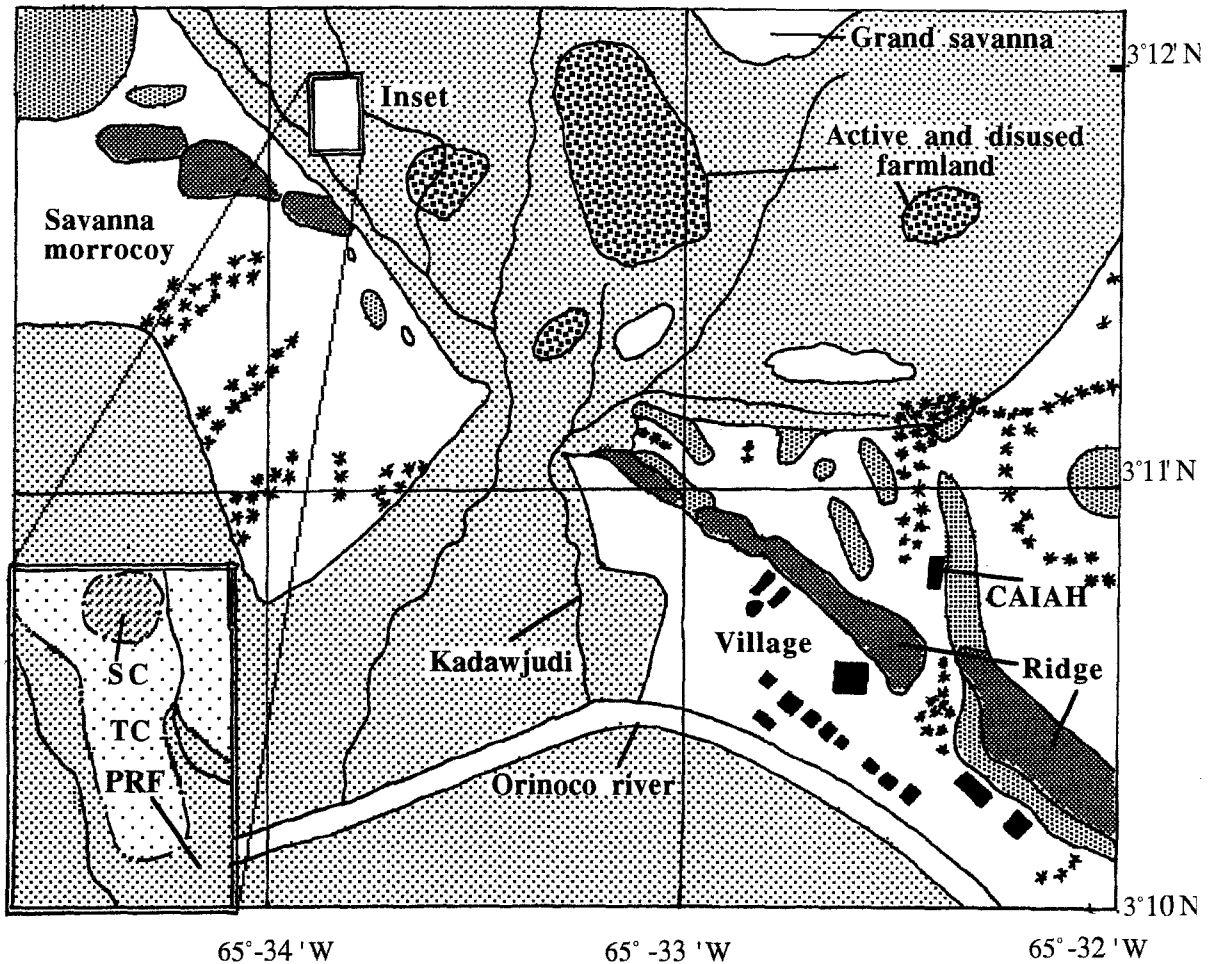 Grand savanna
3°12' N
Inset
Active and disused
farmland
Savanna
morrocoy
3°11' N
CAIAH
SC
Village
Kadawjudi
Ridge
TC
PRF
Orinoco river
3°10 N
65°-34 'W
65°-33 'W
65°-32 'W